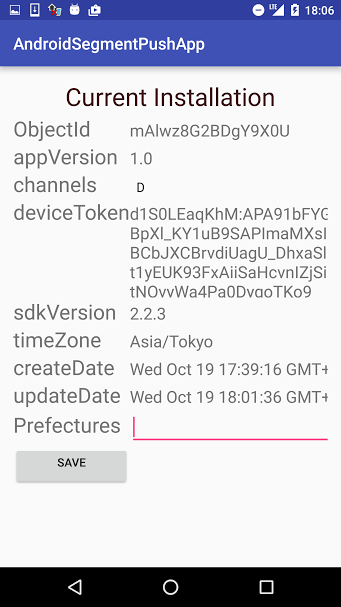 LTE 18:06
AndroidSegmentPushApp
Current Installation
ObjectId mAlwz8G2BDgY9X0U
appVersion 1.0
channels D
deviceToken d1S0LEaqKhM:APA91bFYG
BpXl_KY1uB9SAPImaMXsI
BCbJXCBrvdiUagU_DhxaSl
t1yEUK93FxAiiSaHcvnIZjSi
tNOvvWa4Pa0DvgoTKo9
sdkVersion 2.2.3
timeZone Asia/Tokyo
createDate Wed Oct 19 17:39:16 GMT+
updateDate Wed Oct 19 18:01:36 GMT+
Prefectures
SAVE